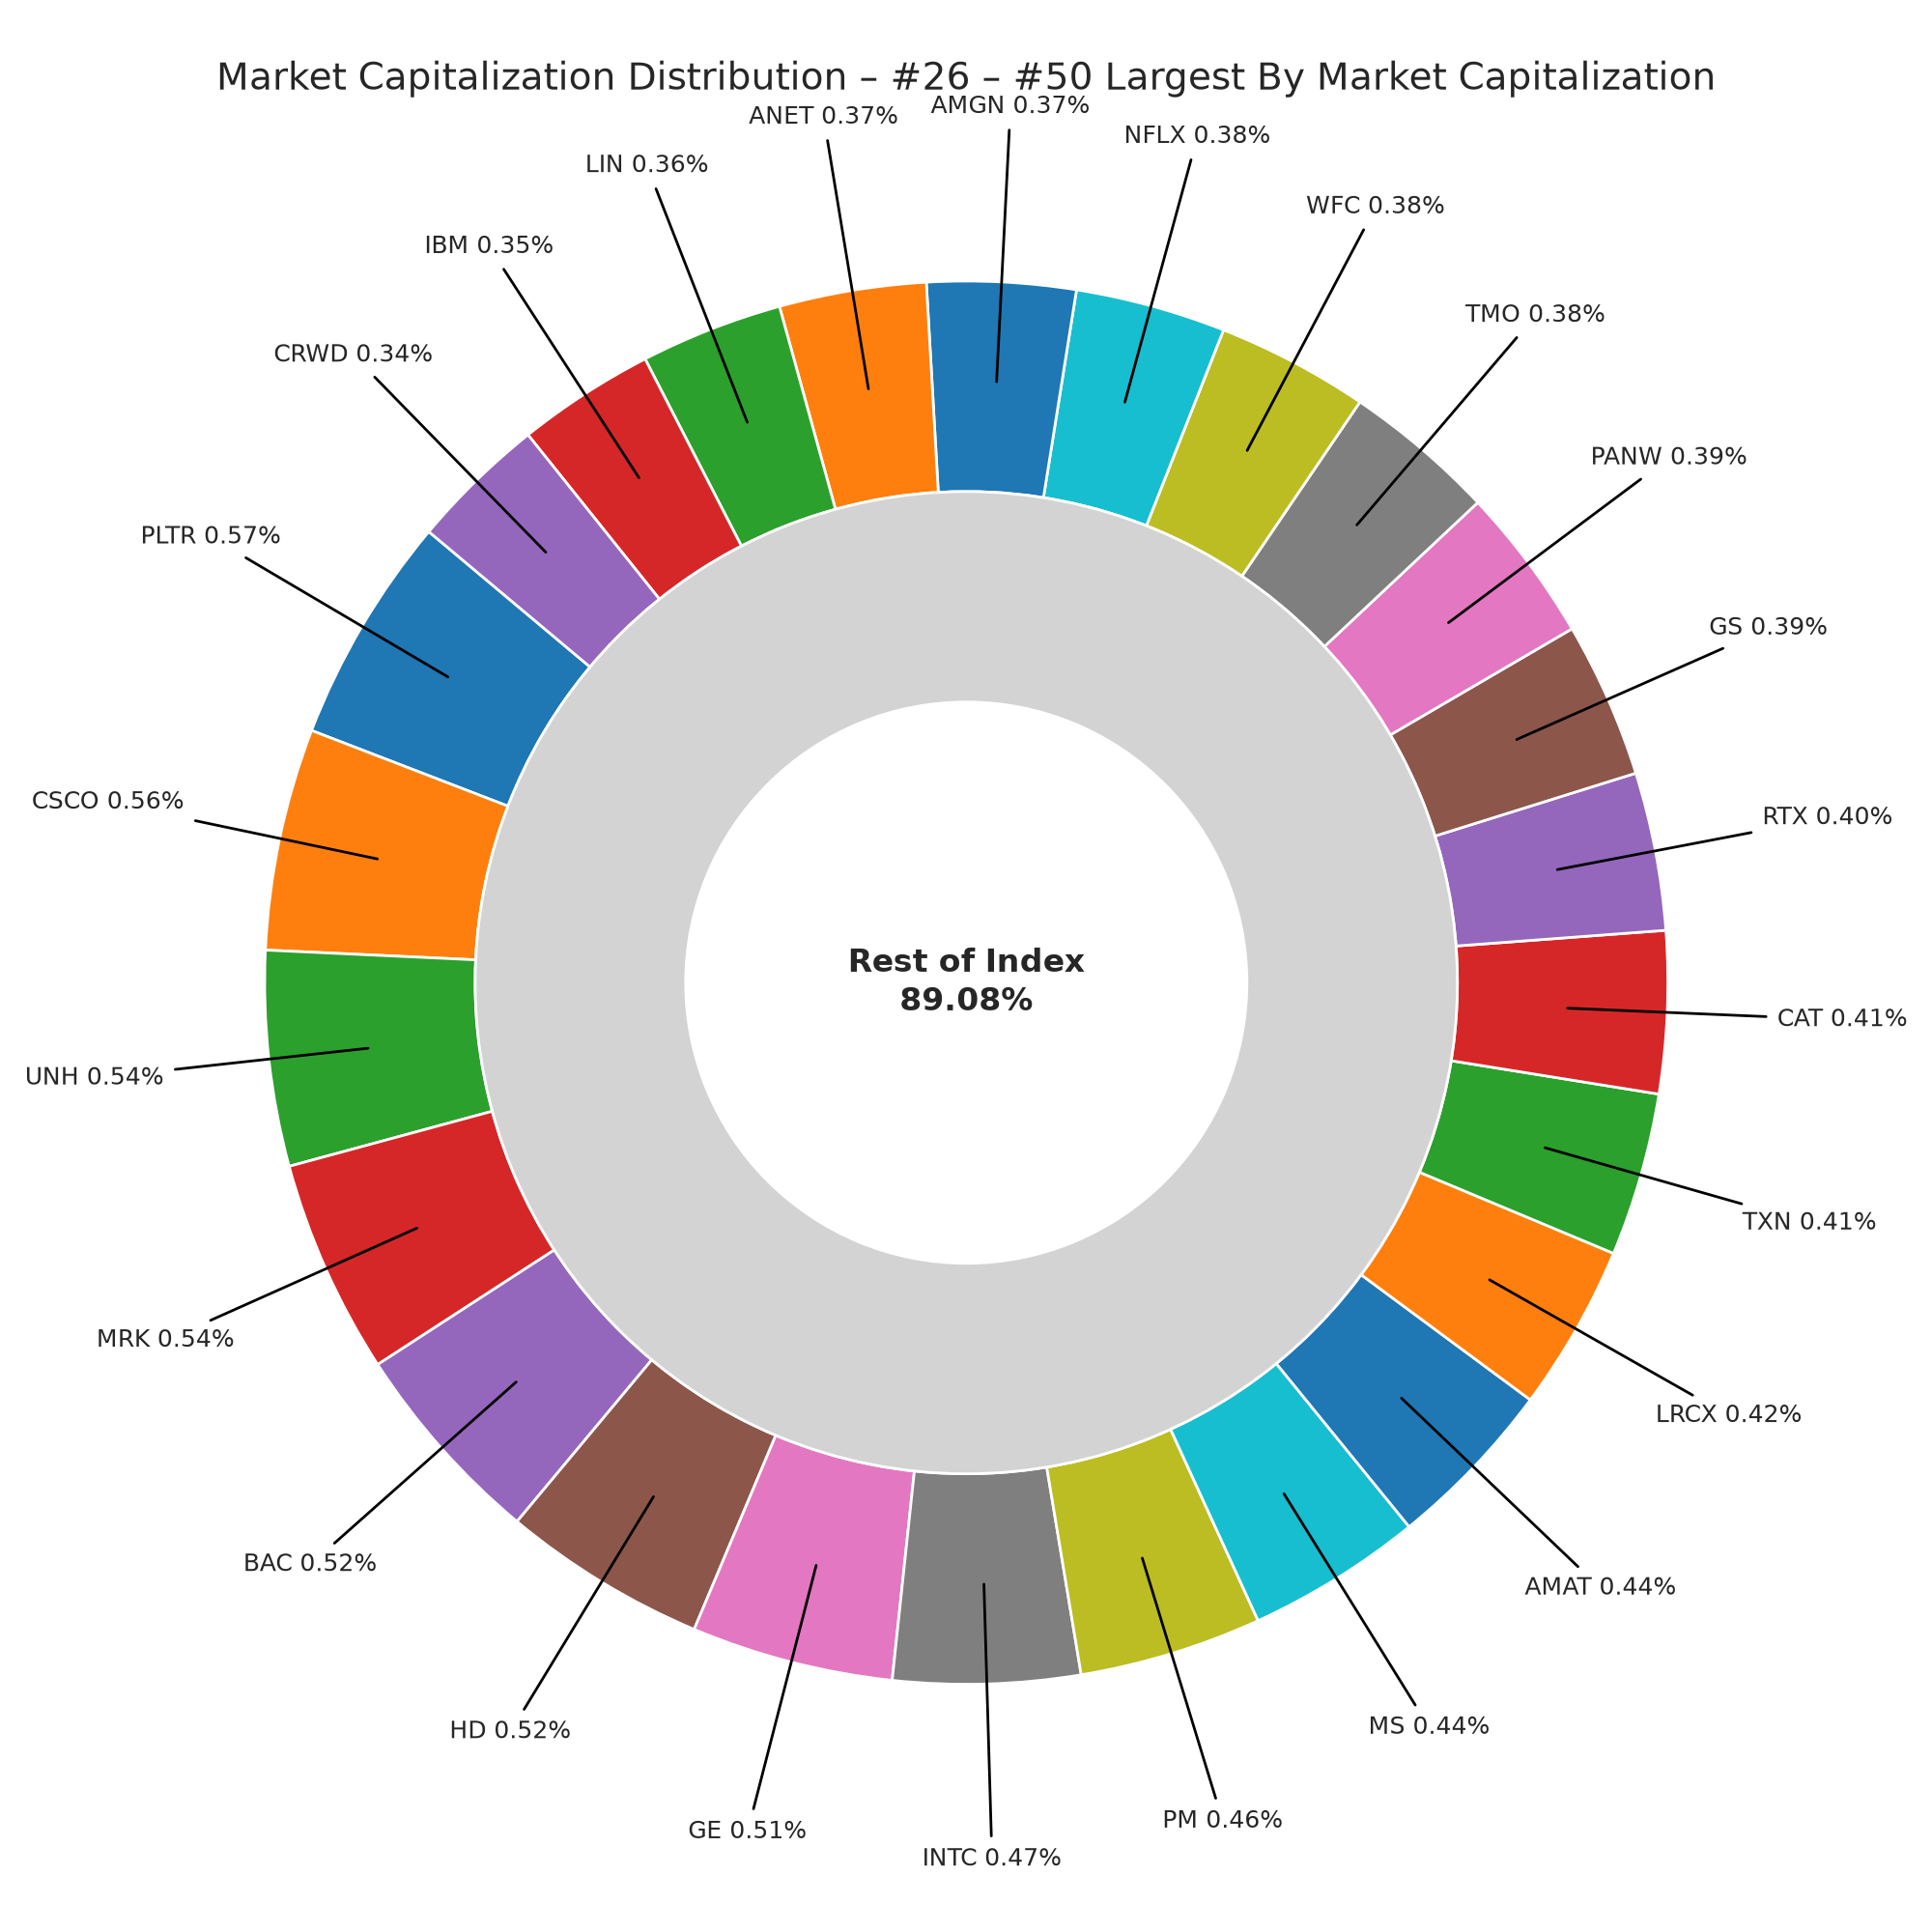 Market Capitalization Distribution – #26 – #50 Largest By Market Capitalization
AMGN 0.37%
ANET 0.37%
NFLX 0.38%
LIN 0.36%
WFC 0.38%
IBM 0.35%
TMO 0.38%
CRWD 0.34%
PANW 0.39%
PLTR 0.57%
GS 0.39%
CSCO 0.56%
RTX 0.40%
Rest of Index
89.08%
CAT 0.41%
UNH 0.54%
TXN 0.41%
MRK 0.54%
LRCX 0.42%
BAC 0.52%
AMAT 0.44%
HD 0.52%
MS 0.44%
GE 0.51%
PM 0.46%
INTC 0.47%